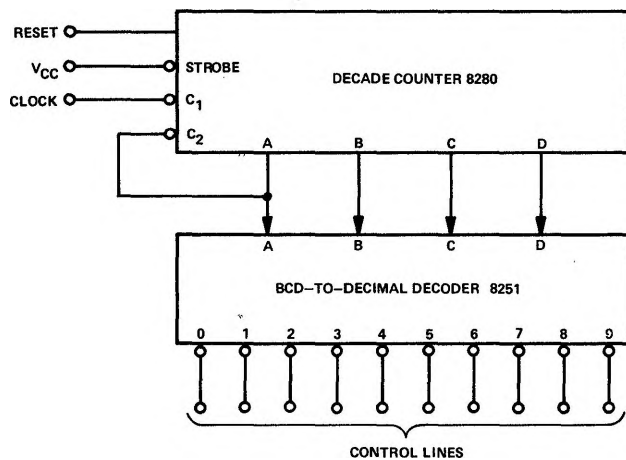 RESET
VCC
STROBE
CLOCK
C1
C2
DECADE COUNTER 8280
A B C D
A B C D
BCD-TO-DECIMAL DECODER 8251
0 1 2 3 4 5 6 7 8 9
CONTROL LINES